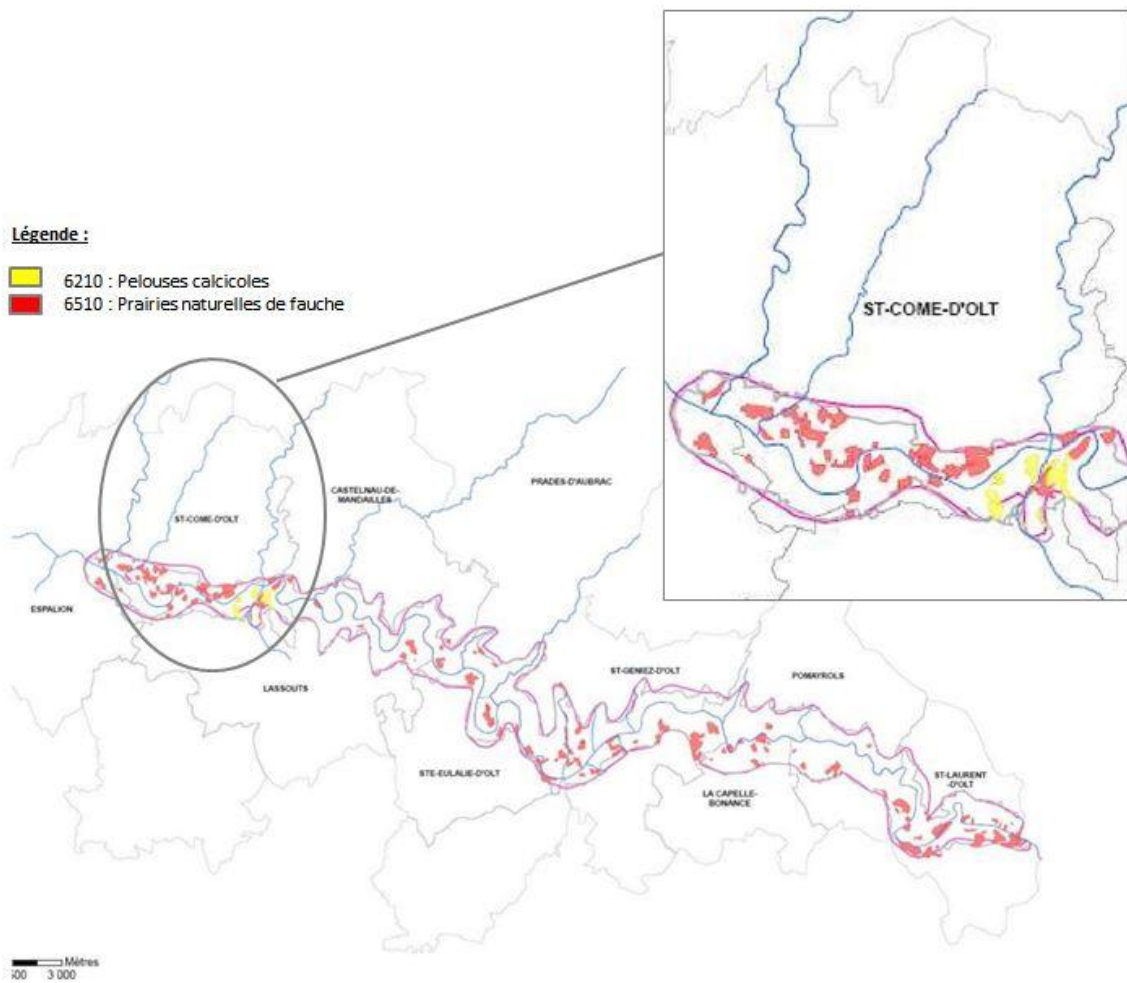 Légende :
6210 : Pelouses calcicoles
6510 : Prairies naturelles de fauche
ST-COME-D'OLT
CASTELNAU-DE-
MANDAILLES
PRADES-D'AUBRAC
ST-COME-D'OLT
ESPALION
LASSOUTS
ST-GENIEZ-D'OLT
POMAYROLS
STE-EULALIE-D'OLT
LA CAPELLE-
BONANCE
ST-LAURENT
-D'OLT
Mètres
3 000